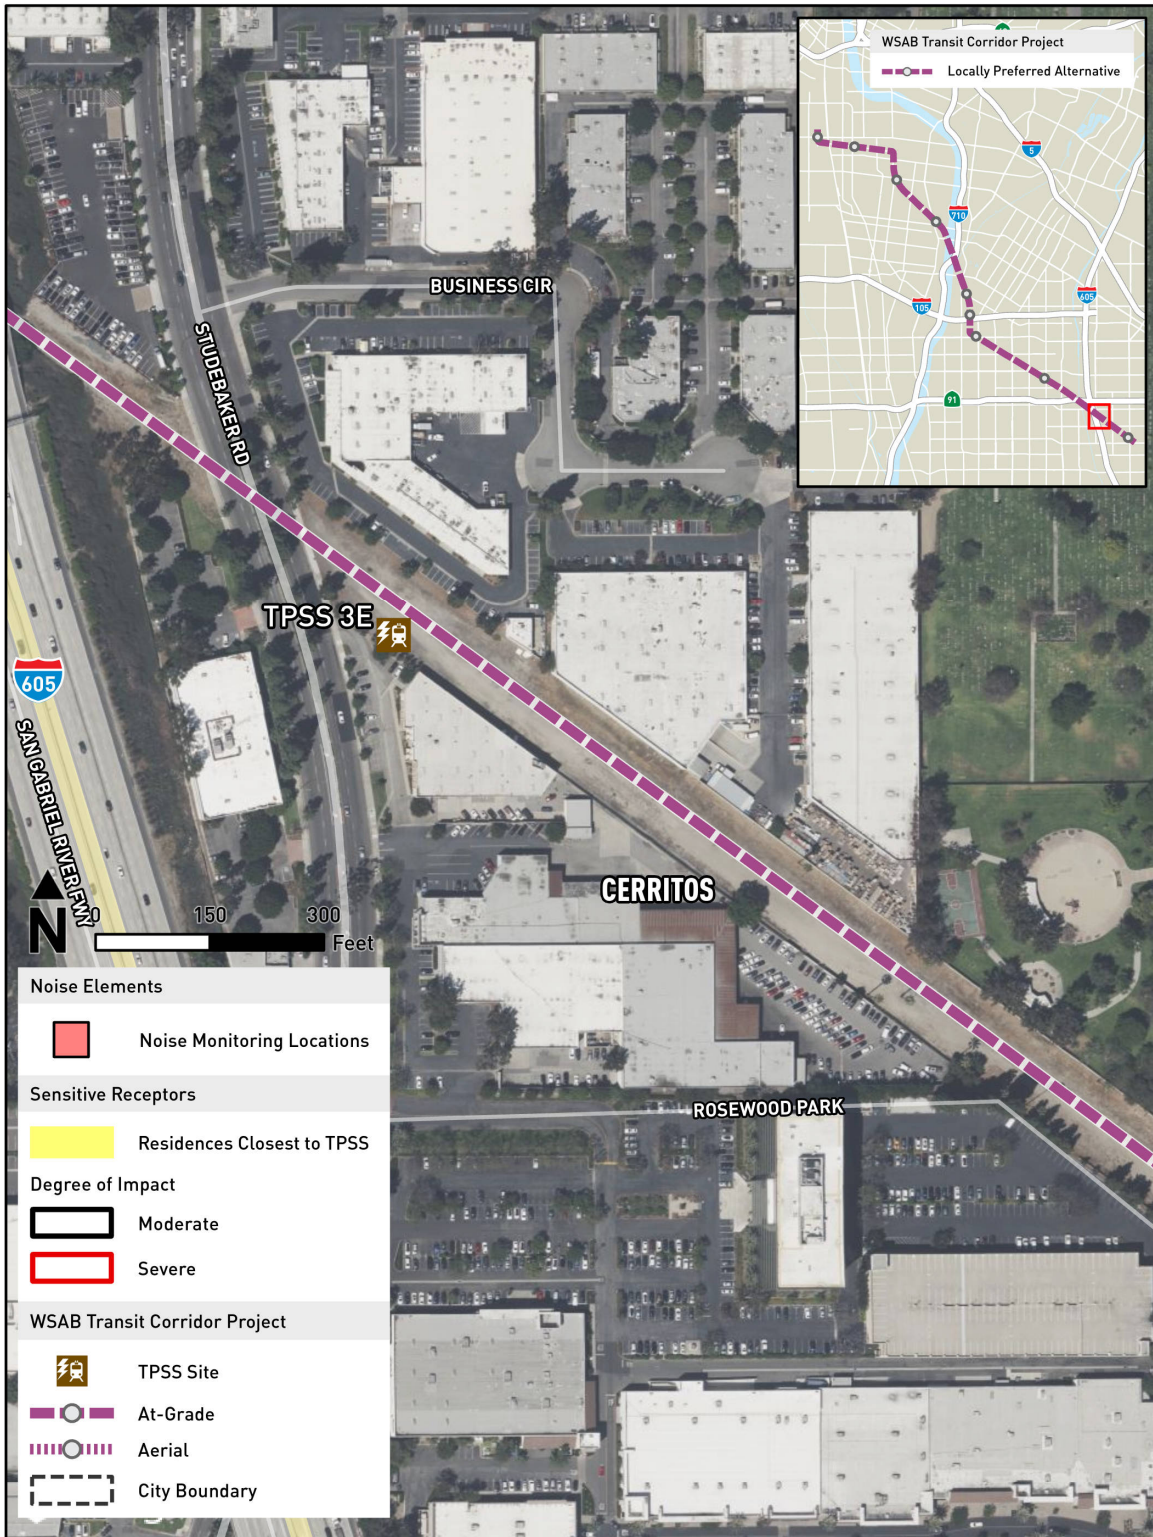 WSAB Transit Corridor Project
Locally Preferred Alternative
5
710
105
605
91
BUSINESS CIR
STUDEBAKER RD
TPSS 3E
605
SAN GABRIEL RIVER FWY
CERRITOS
N
0 150 300
Feet
ROSEWOOD PARK
Noise Elements
Noise Monitoring Locations
Sensitive Receptors
Residences Closest to TPSS
Degree of Impact
Moderate
Severe
WSAB Transit Corridor Project
TPSS Site
At-Grade
Aerial
City Boundary